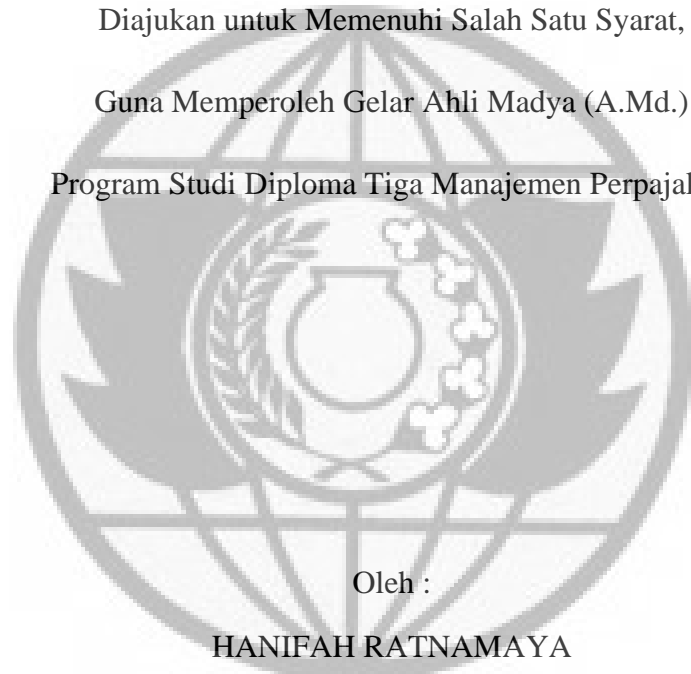 Diajukan untuk Memenuhi Salah Satu Syarat,
Guna Memperoleh Gelar Ahli Madya (A.Md.)
Program Studi Diploma Tiga Manajemen
Oleh :
HANIFAH RATNAMAYA